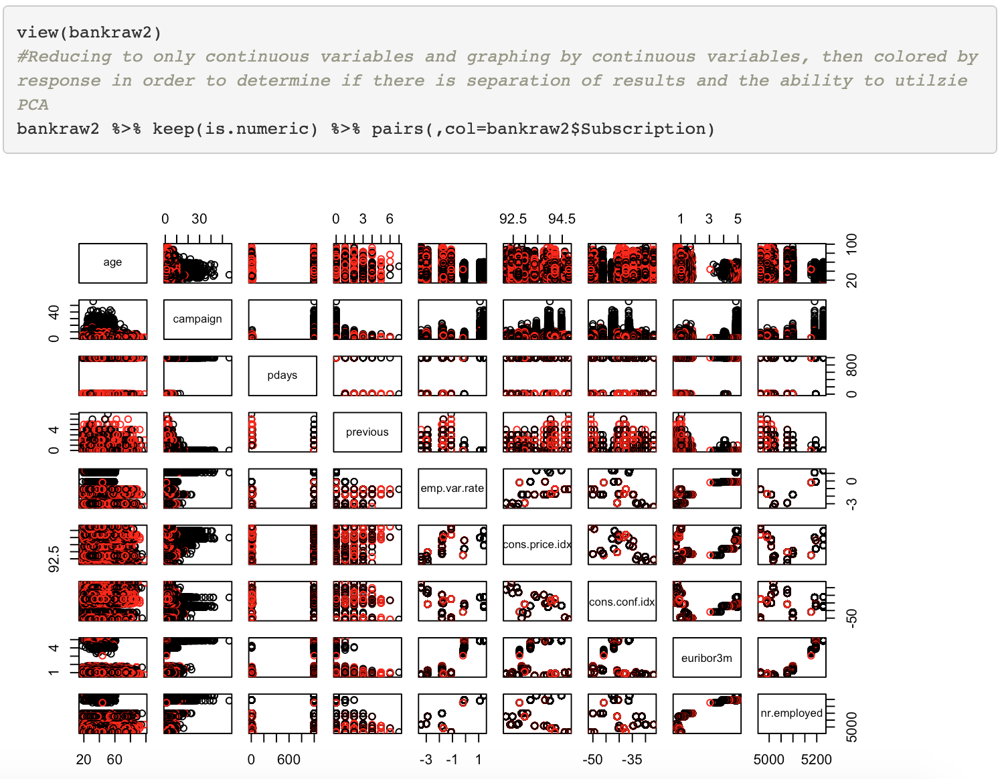 view(bankraw2)
#Reducing to only continuous variables and graphing by continuous variables, then colored by
response in order to determine if there is separation of results and the ability to utilzie
PCA
bankraw2 %>% keep(is.numeric) %>% pairs(,col=bankraw2$Subscription)
0 30 0 3 6 92.5 94.5 1 3 5
age 20 100
0 40 campaign
pdays 0 800
0 4 previous
emp.var.rate -3 0
92.5 cons.price.idx
cons.conf.idx -50
1 4 euribor3m
nr.employed 5000
20 60 0 600 -3 -1 1 -50 -35 5000 5200